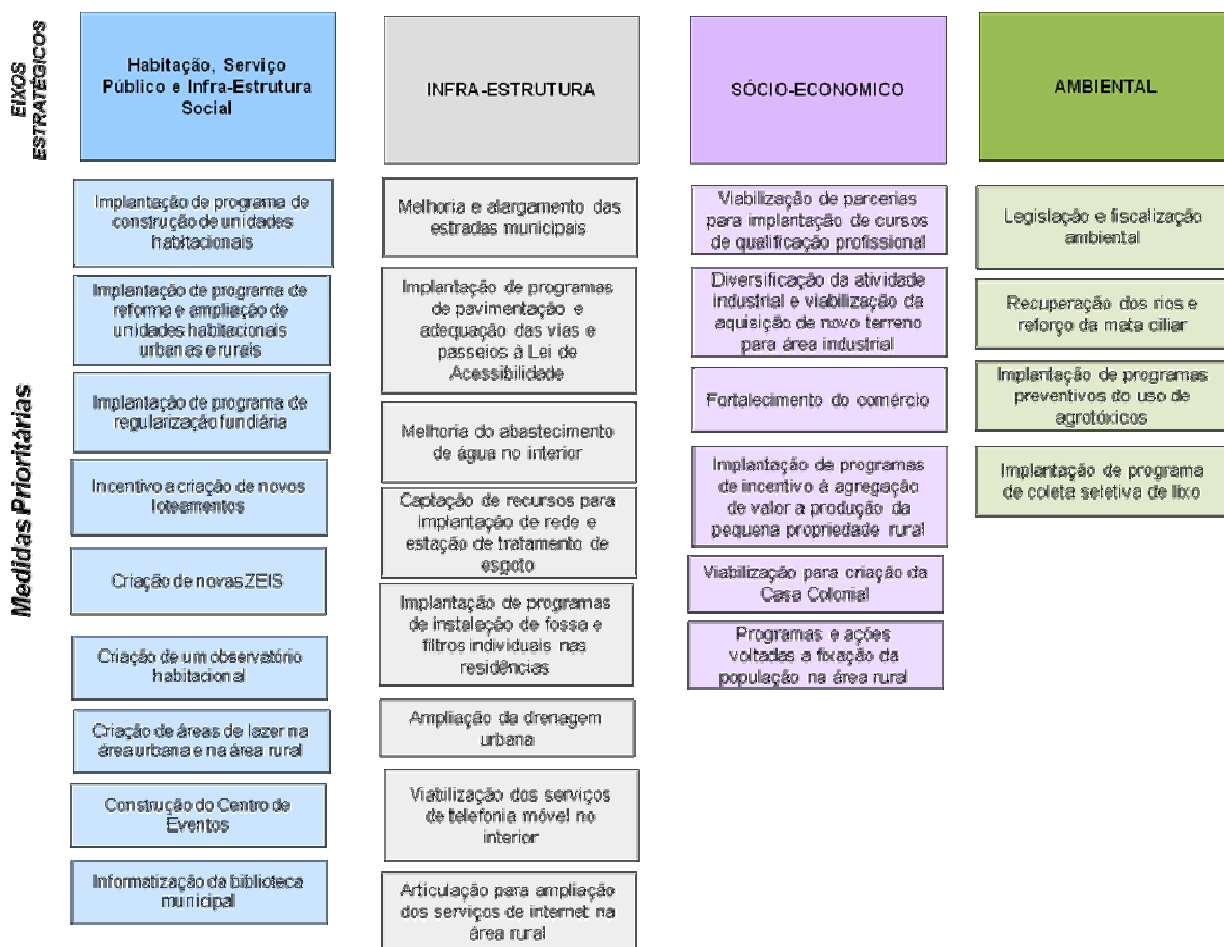 EIXOS
ESTRATÉGICOS
Habitação, Serviço
Público e Infra-Estrutura
Social
INFRA-ESTRUTURA
SÓCIO-ECONOMICO
AMBIENTAL
Medidas Prioritárias
Implantação de programa de
construção de unidades
habitacionais
Implantação de programa de
reforma e ampliação de
unidades habitacionais
urbanas e rurais
Implantação de programa de
regularização fundiária
Incentivo a criação de novos
loteamentos
Criação de novas ZEIS
Criação de um observatório
habitacional
Criação de áreas de lazer na
área urbana e na área rural
Construção do Centro de
Eventos
Informatização da biblioteca
municipal
Melhoria e alargamento das
estradas municipais
Implantação de programas
de pavimentação e
adequação das vias e
passeios à Lei de
Acessibilidade
Melhoria do abastecimento
de água no interior
Captação de recursos para
implantação de rede e
estação de tratamento de
esgoto
Implantação de programas
de instalação de fossa e
filtros individuais nas
residências
Ampliação da drenagem
urbana
Viabilização dos serviços
de telefonia móvel no
interior
Articulação para ampliação
dos serviços de internet na
área rural
Viabilização de parcerias
para implantação de cursos
de qualificação profissional
Diversificação da atividade
industrial e viabilização da
aquisição de novo terreno
para área industrial
Fortalecimento do comércio
Implantação de programas
de incentivo à agregação
de valor a produção da
pequena propriedade rural
Viabilização para criação da
Casa Colonial
Programas e ações
voltadas a fixação da
população na área rural
Legislação e fiscalização
ambiental
Recuperação dos rios e
reforço da mata ciliar
Implantação de programas
preventivos do uso de
agrotóxicos
Implantação de programa
de coleta seletiva de lixo